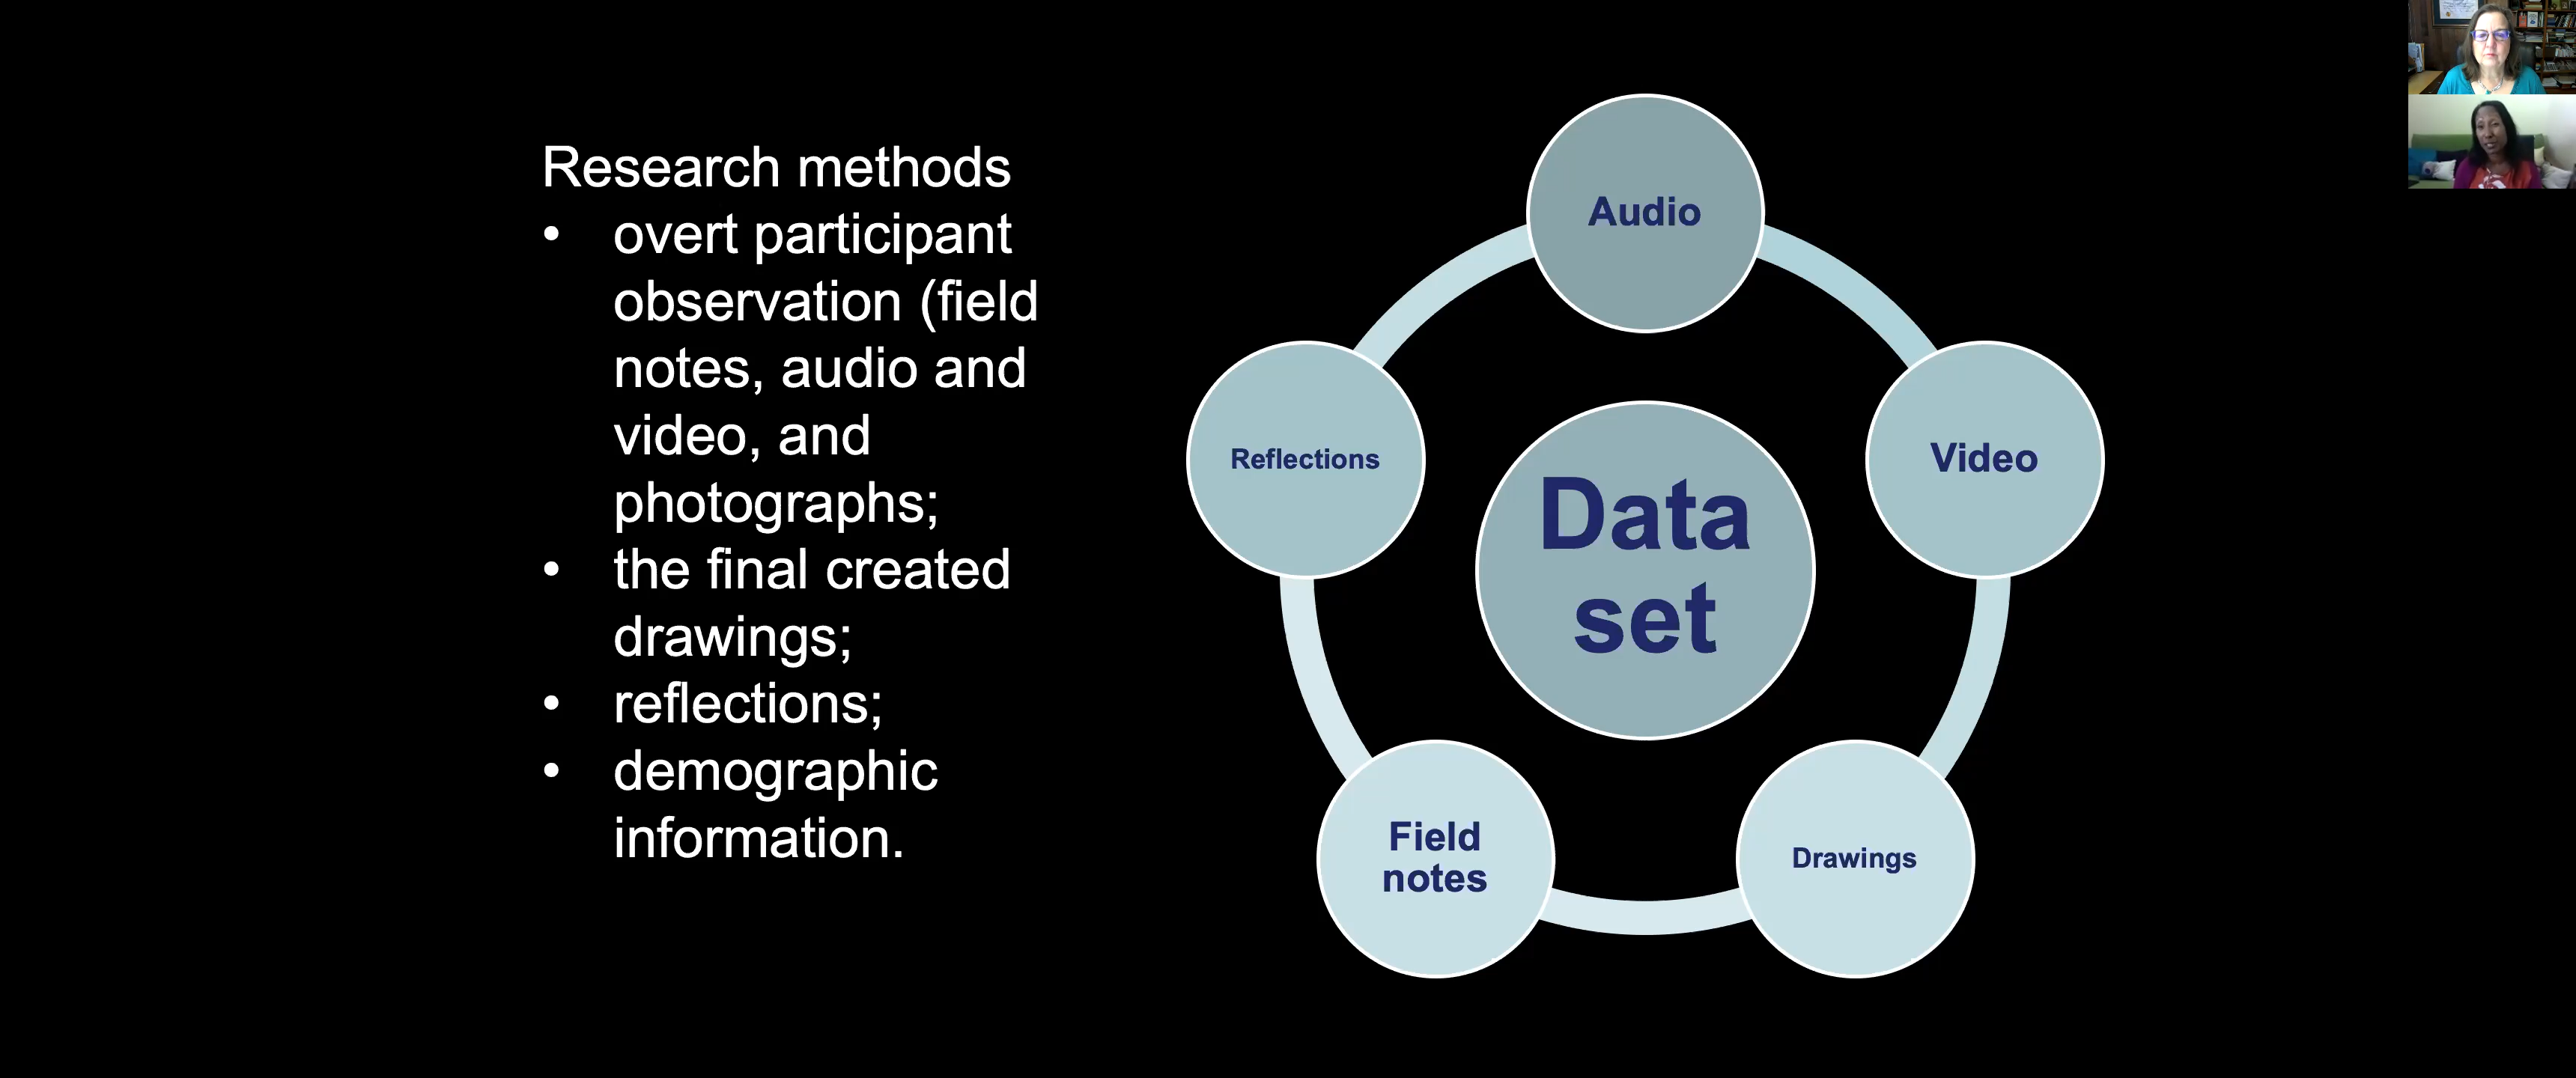 Research methods
• overt participant
observation (field
notes, audio and
video, and
photographs;
• the final created
drawings;
• reflections;
• demographic
information.
Audio
Video
Drawings
Field
notes
Reflections
Data
set